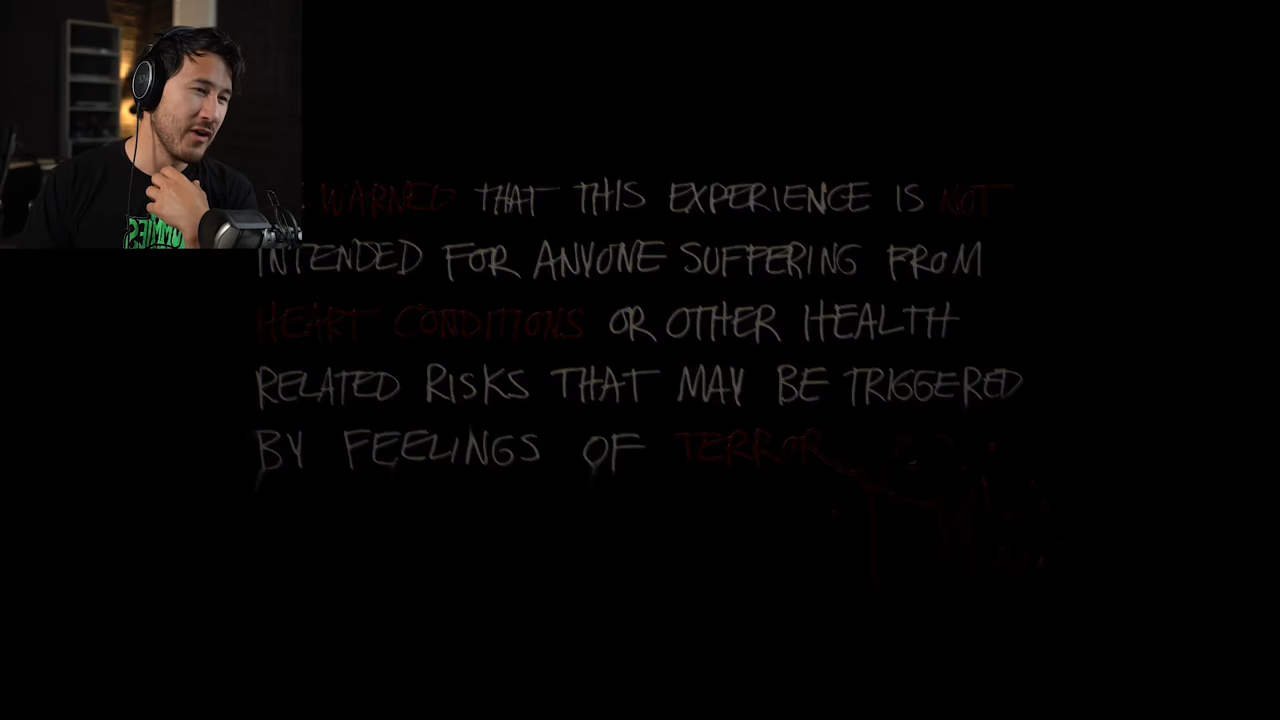 WARNED THAT THIS EXPERIENCE IS NOT
INTENDED FOR ANYONE SUFFERING FROM
HEART CONDITIONS OR OTHER HEALTH
RELATED RISKS THAT MAY BE TRIGGERED
BY FEELINGS OF TERROR